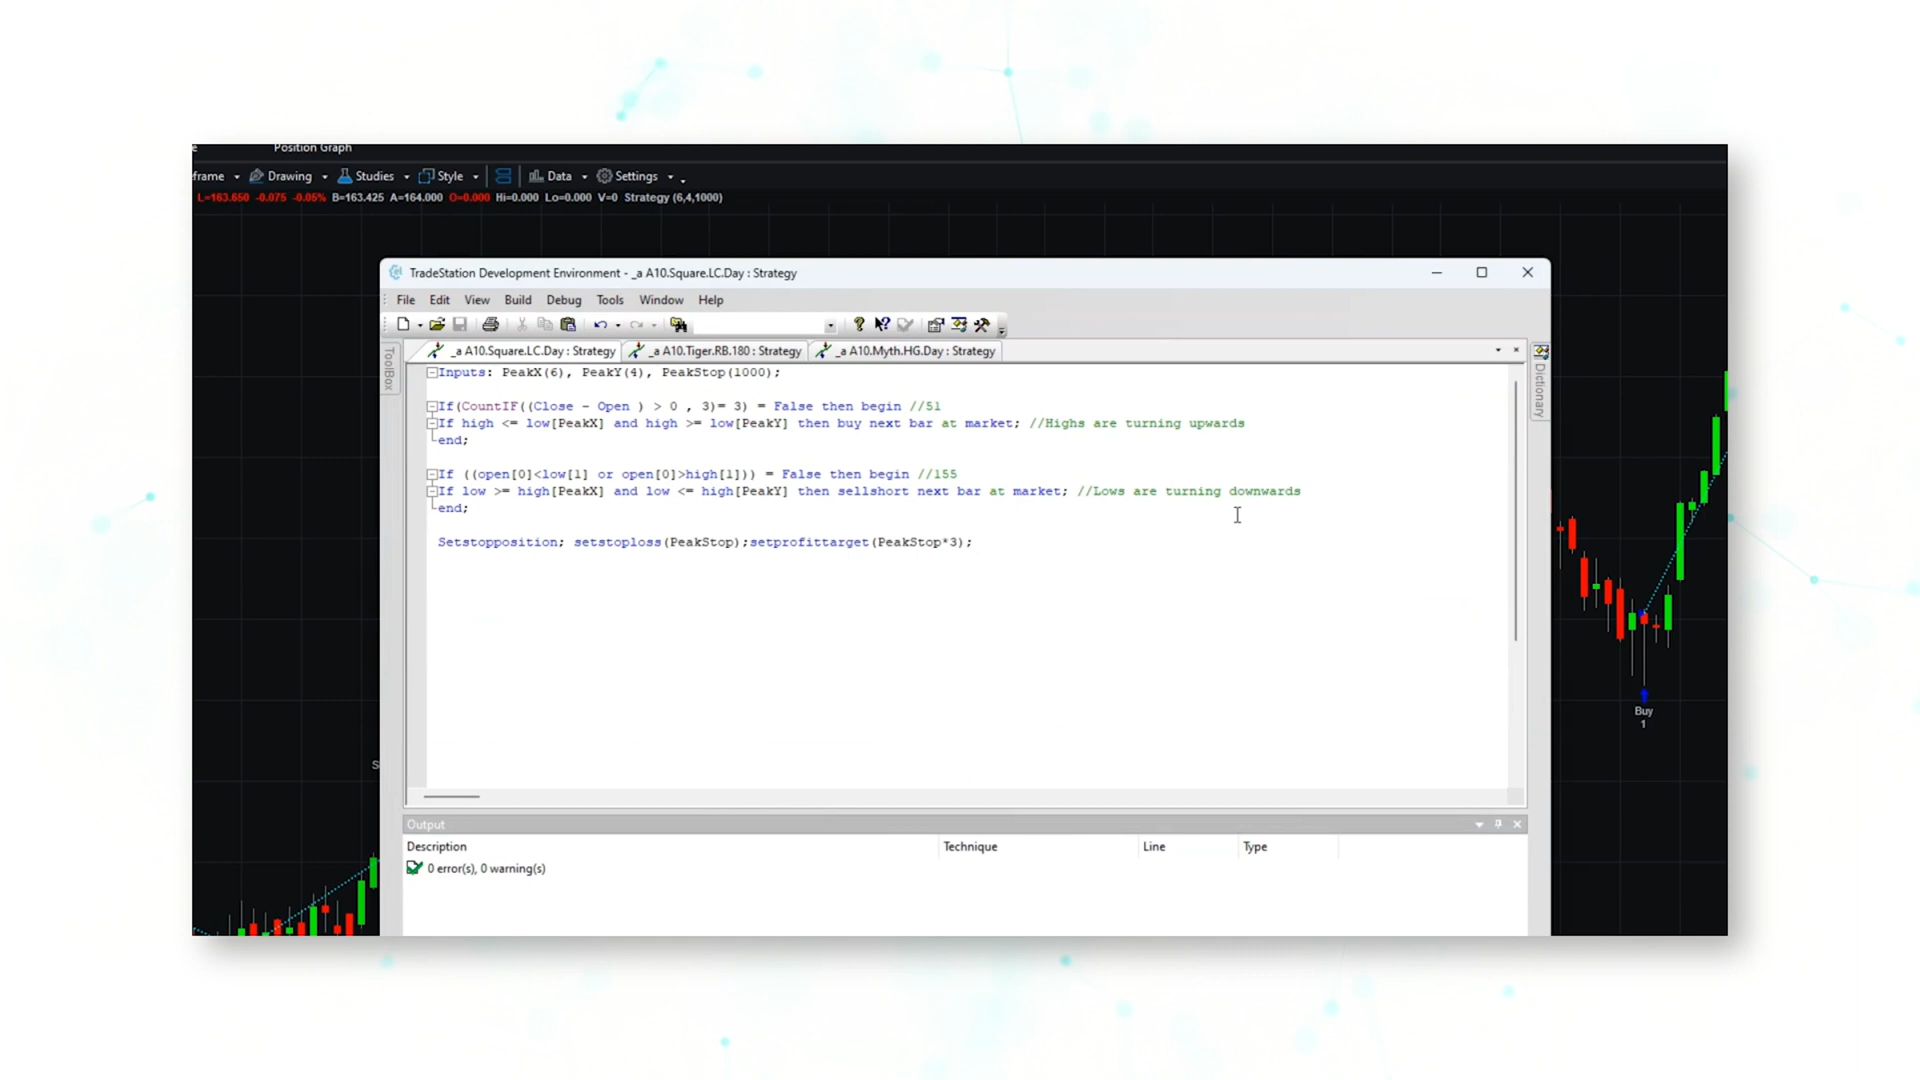 Position Graph
frame Drawing Studies Style Data Settings
L=163.650 -0.075 -0.05% B=163.425 A=164.000 O=0.000 Hi=0.000 Lo=0.000 V=0 Strategy (6,4,1000)
TradeStation Development Environment - _a A10.Square.LC.Day : Strategy
File Edit View Build Debug Tools Window Help
_a A10.Square.LC.Day : Strategy _a A10.Tiger.RB.180 : Strategy _a A10.Myth.HG.Day : Strategy
ToolBox
Dictionary
Inputs: PeakX(6), PeakY(4), PeakStop(1000);
If(CountIF((Close - Open ) > 0 , 3)= 3) = False then begin //51
If high <= low[PeakX] and high >= low[PeakY] then buy next bar at market; //Highs are turning upwards
end;
If ((open[0]<low[1] or open[0]>high[1])) = False then begin //155
If low >= high[PeakX] and low <= high[PeakY] then sellshort next bar at market; //Lows are turning downwards
end;
Setstopposition; setstoploss(PeakStop);setprofittarget(PeakStop*3);
Buy
1
S
Output
Description Technique Line Type
0 error(s), 0 warning(s)